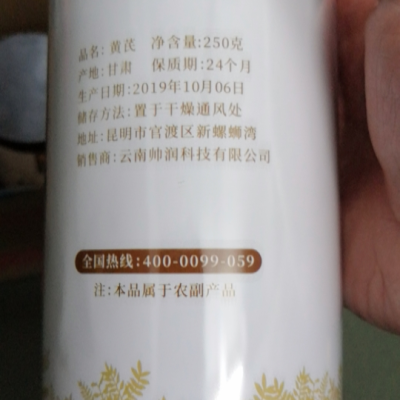 品名:黄芪 净含量:250克
产地:甘肃 保质期:24个月
生产日期:2019年10月06日
储存方法:置于干燥通风处
地址:昆明市官渡区新螺蛳湾
销售商:云南帅润科技有限公司
全国热线:400-0099-059
注:本品属于农副产品